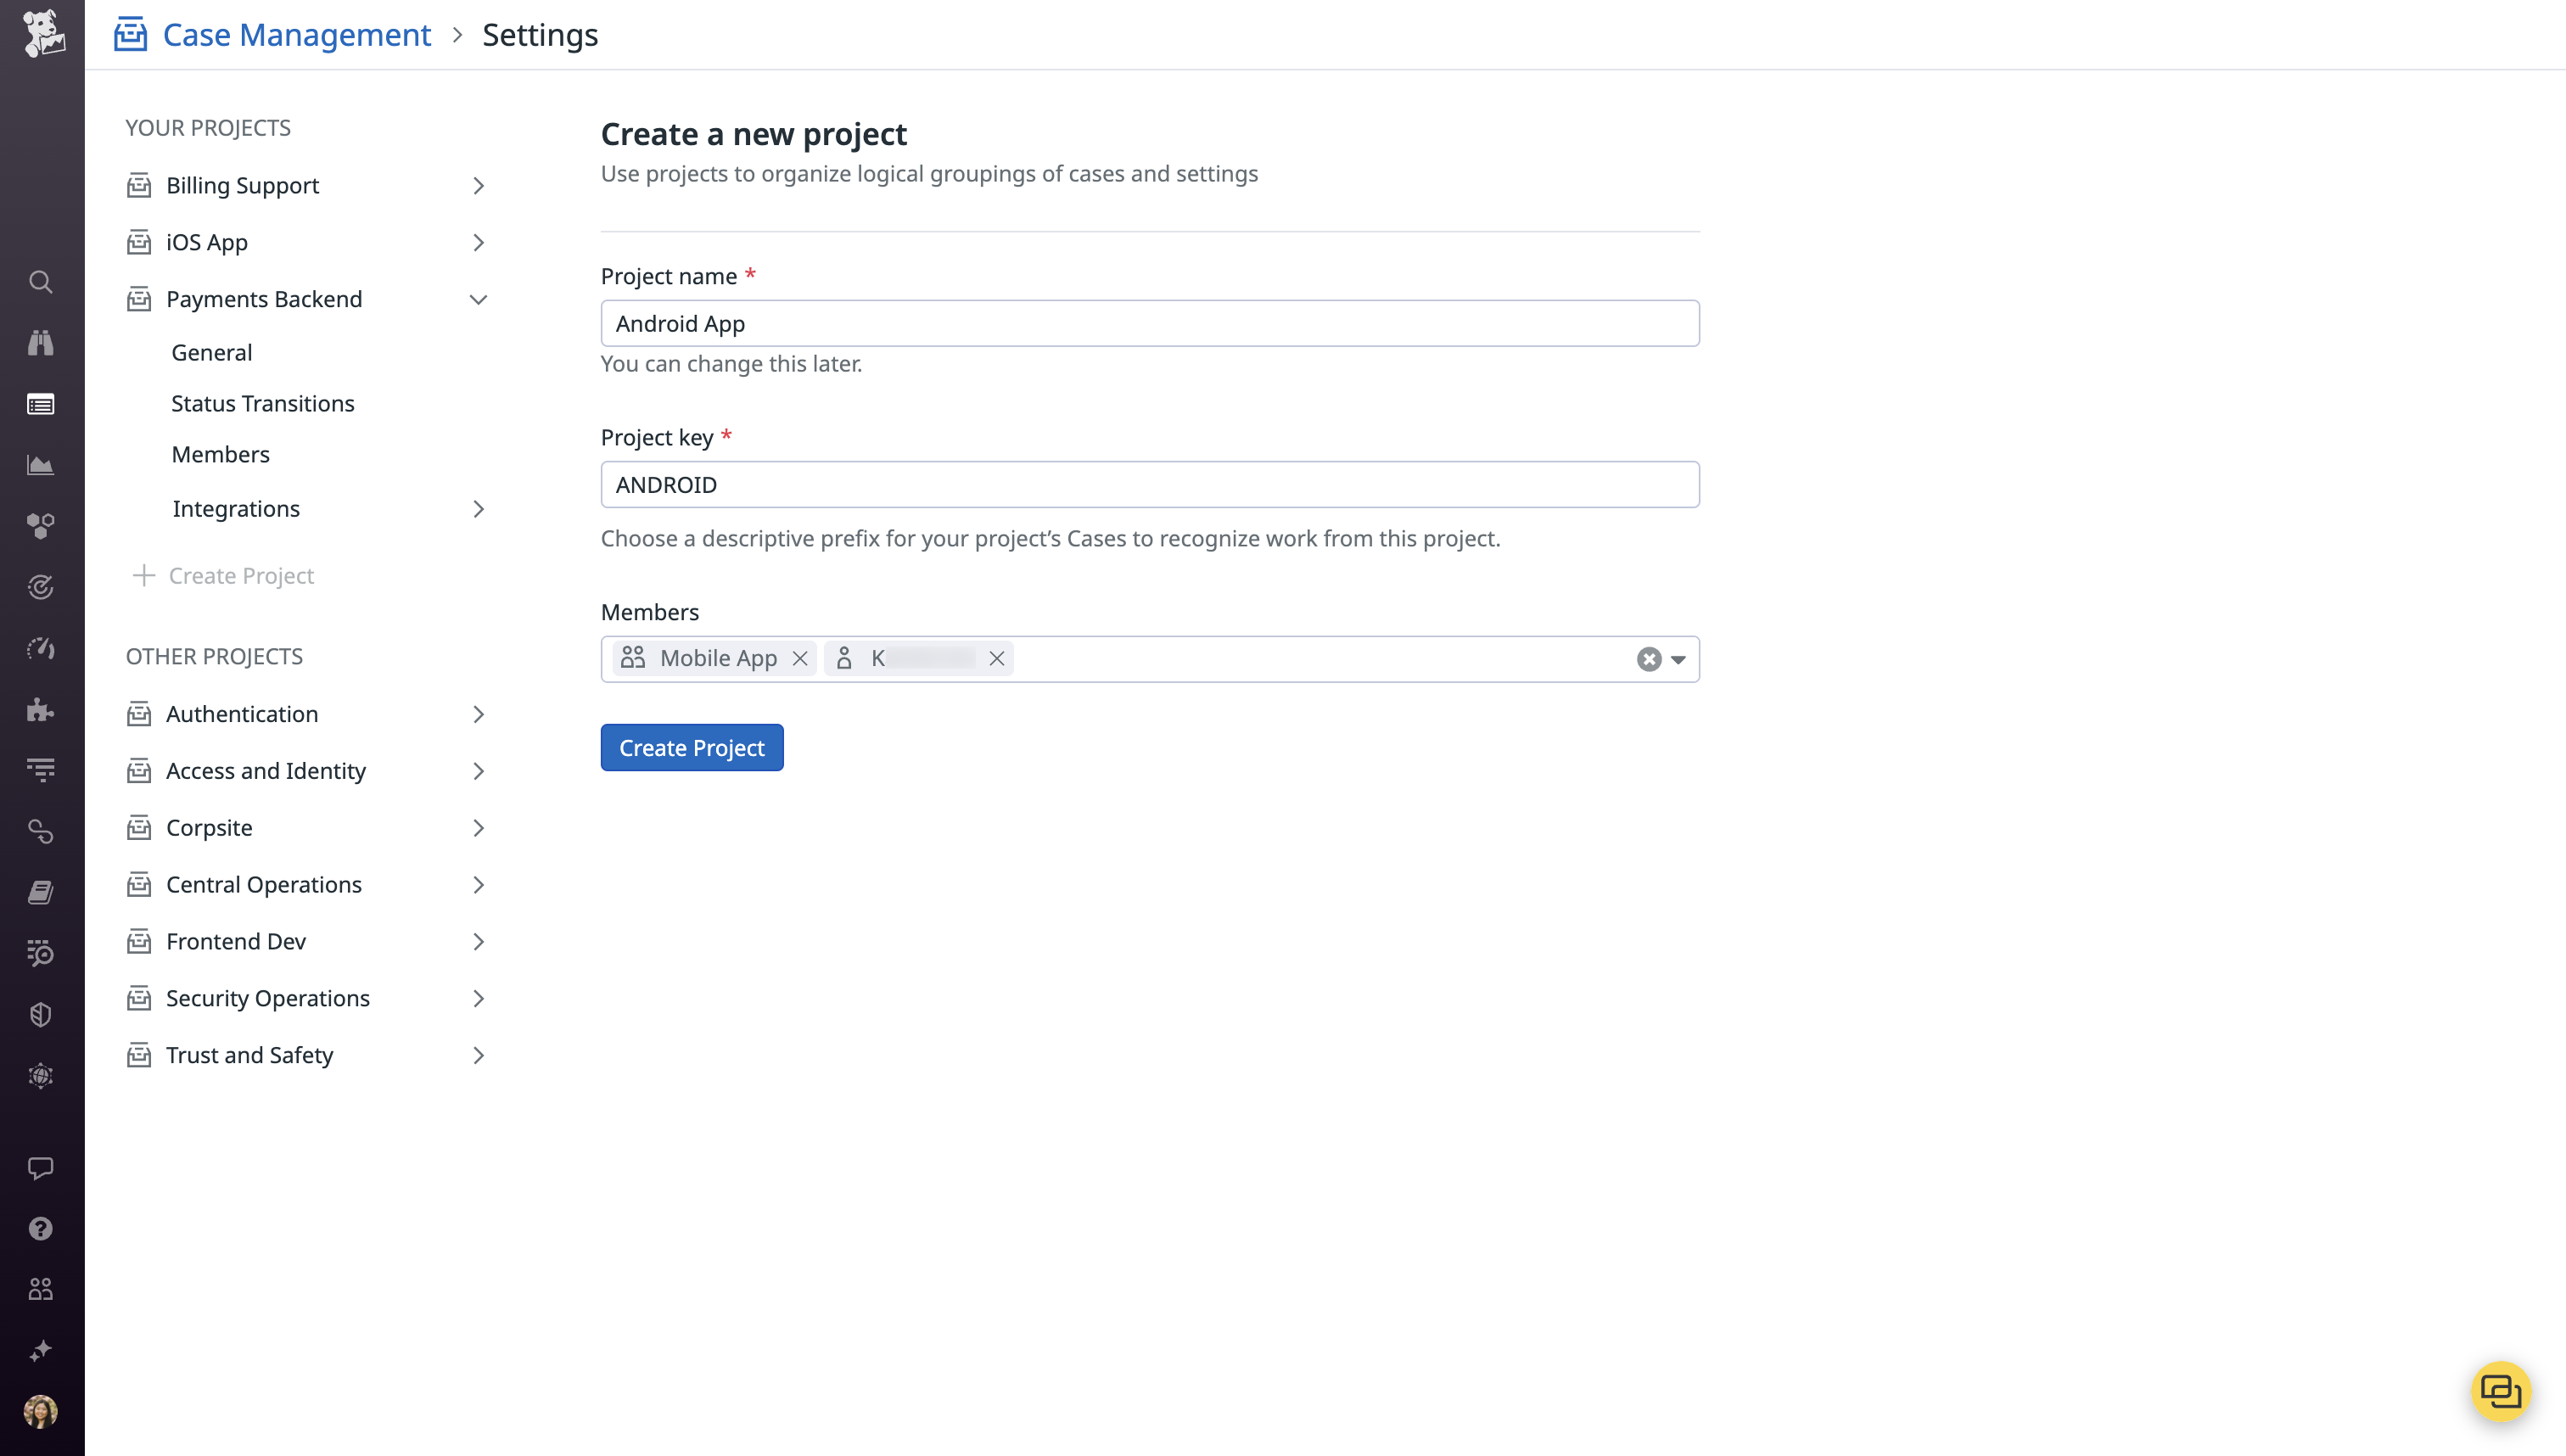 Case Management > Settings
YOUR PROJECTS
Billing Support
iOS App
Payments Backend
General
Status Transitions
Members
Integrations
Create Project
OTHER PROJECTS
Authentication
Access and Identity
Corpsite
Central Operations
Frontend Dev
Security Operations
Trust and Safety
Create a new project
Use projects to organize logical groupings of cases and settings
Project name *
Android App
You can change this later.
Project key *
ANDROID
Choose a descriptive prefix for your project’s Cases to recognize work from this project.
Members
Mobile App K
Create Project